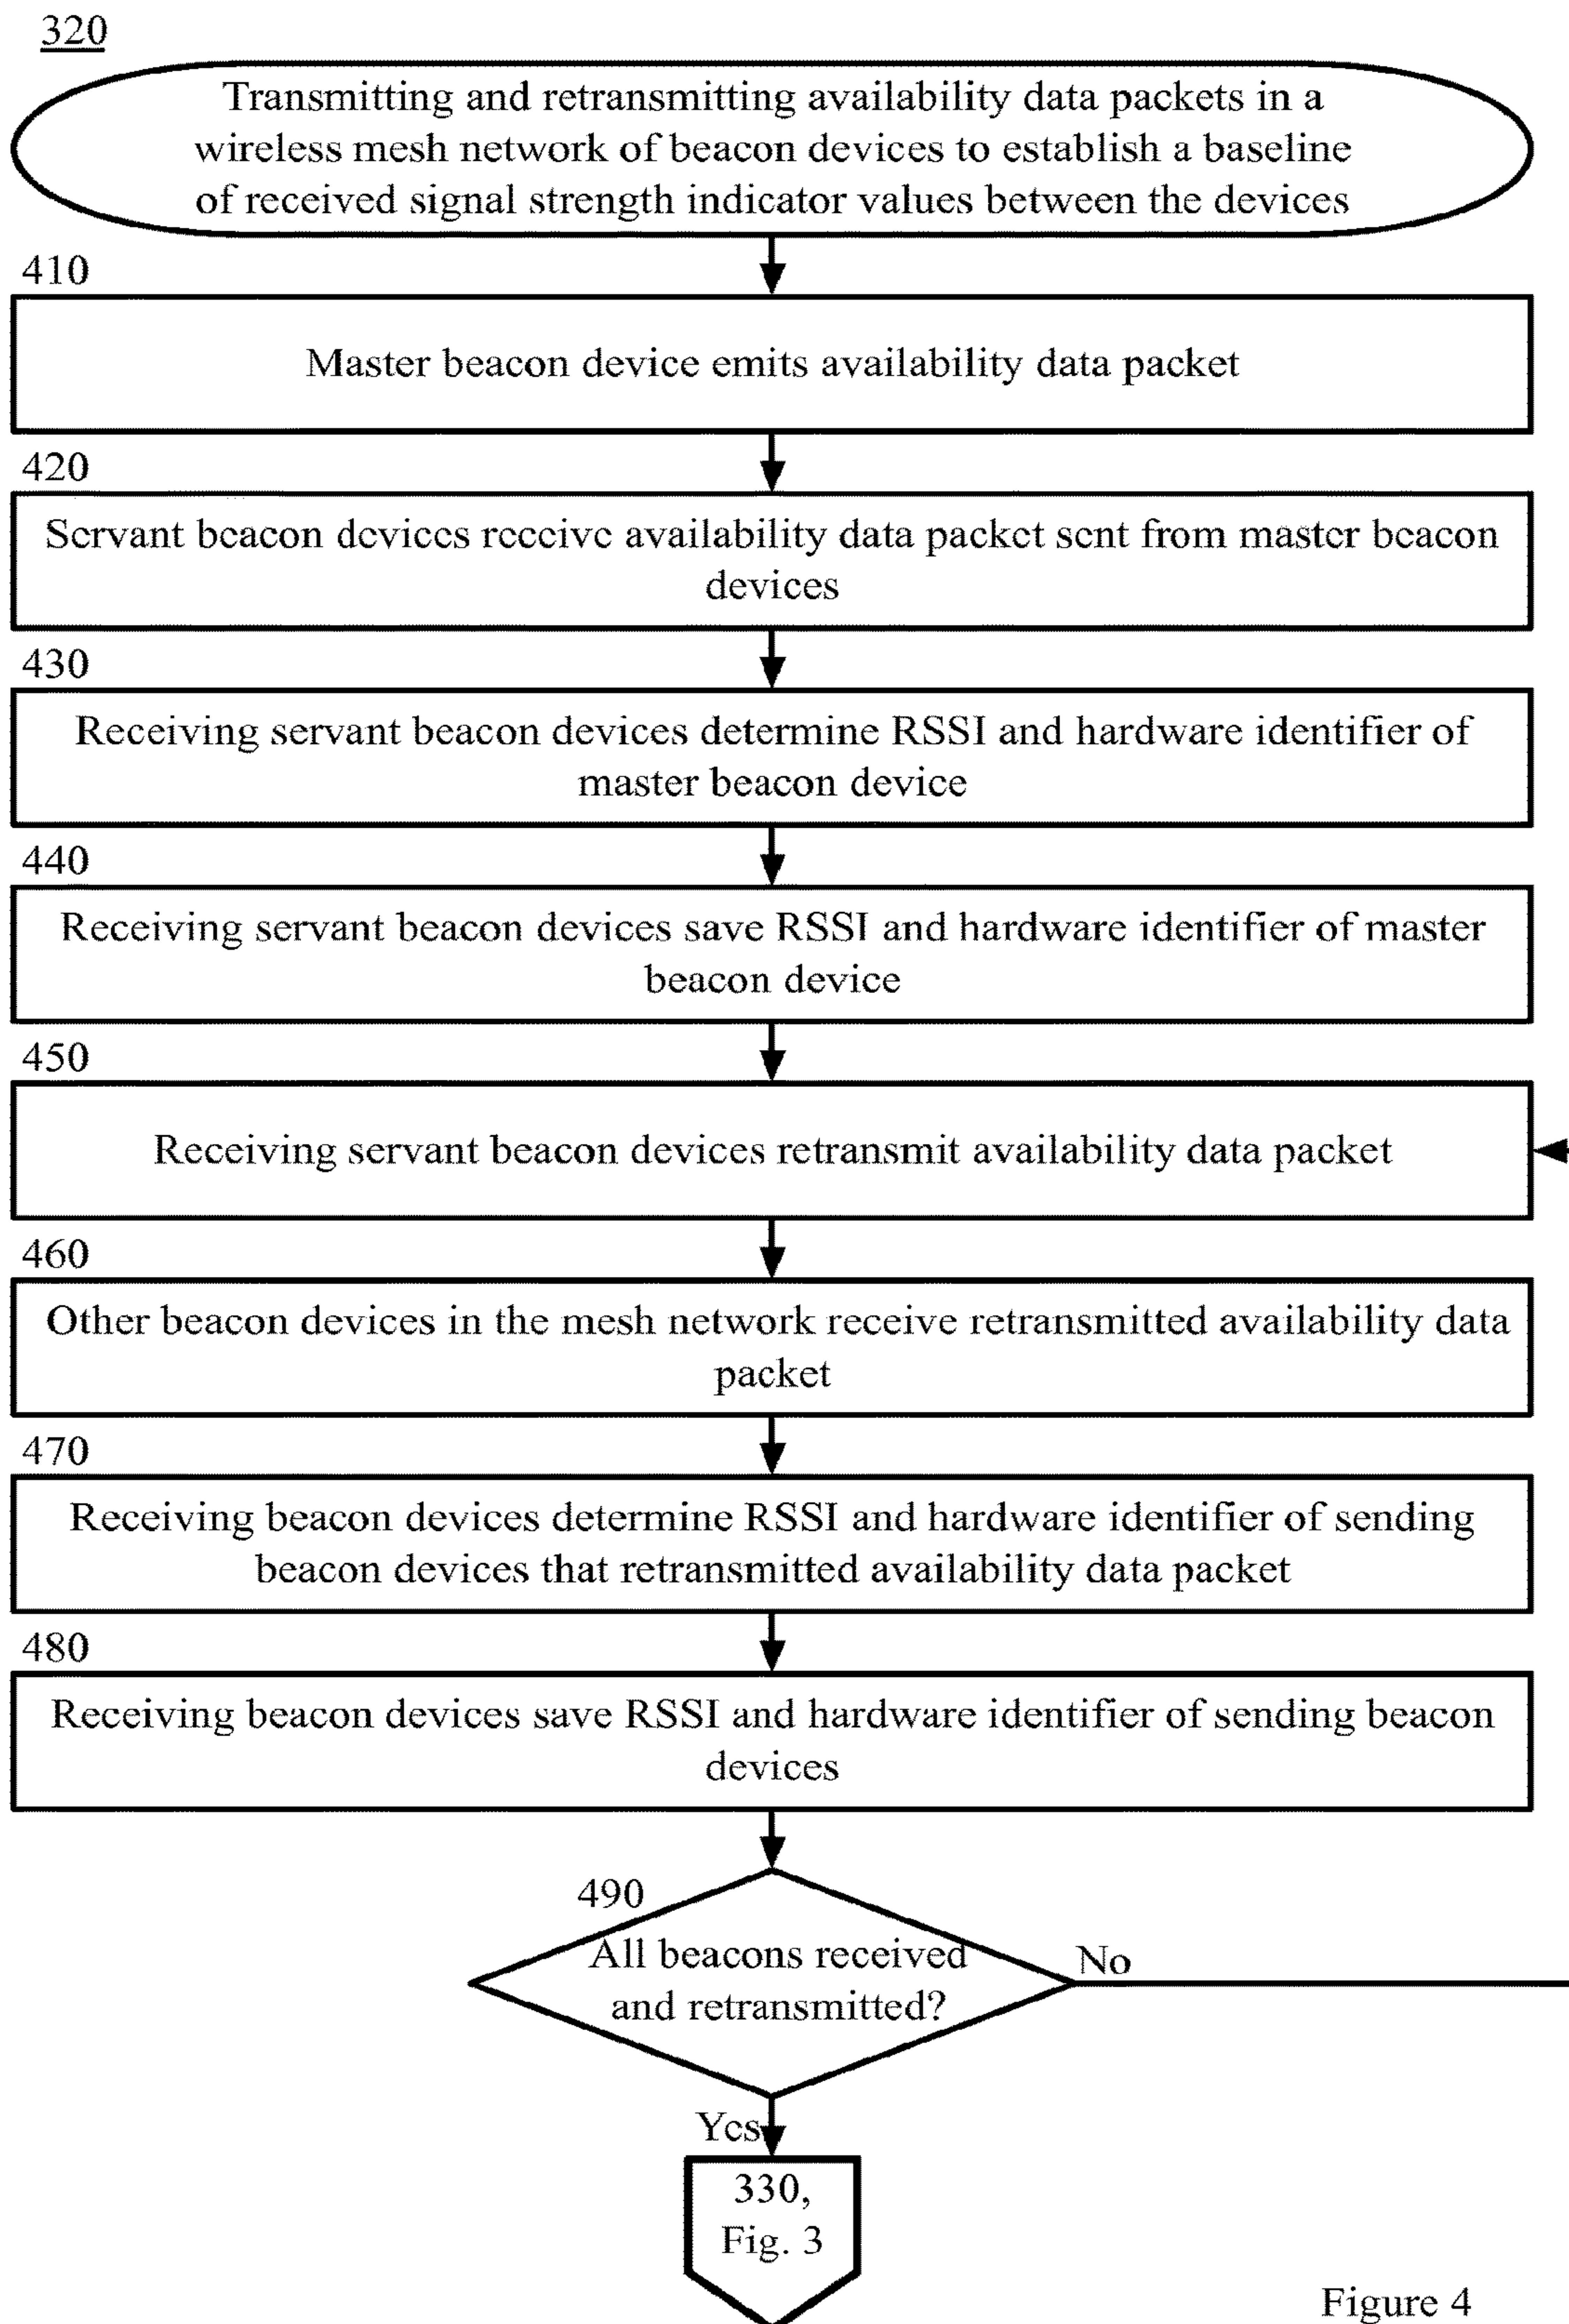 320
Transmitting and retransmitting availability data packets in a
wireless mesh network of beacon devices to establish a baseline
of received signal strength indicator values between the devices
410
Master beacon device emits availability data packet
420
Servant beacon devices receive availability data packet sent from master beacon
devices
430
Receiving servant beacon devices determine RSSI and hardware identifier of
master beacon device
440
Receiving servant beacon devices save RSSI and hardware identifier of master
beacon device
450
Receiving servant beacon devices retransmit availability data packet
460
Other beacon devices in the mesh network receive retransmitted availability data
packet
470
Receiving beacon devices determine RSSI and hardware identifier of sending
beacon devices that retransmitted availability data packet
480
Receiving beacon devices save RSSI and hardware identifier of sending beacon
devices
490
All beacons received
and retransmitted?
No
Yes
330,
Fig. 3
Figure 4